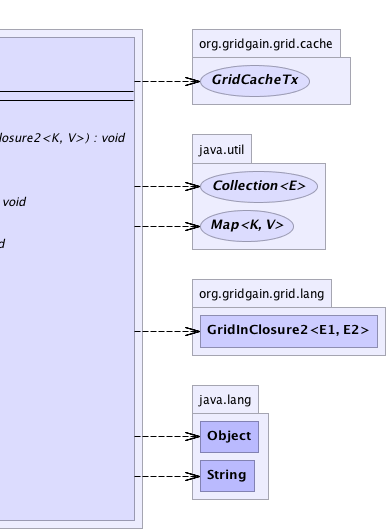 org.gridgain.grid.cache
GridCacheTx
losure2<K, V>) : void
java.util
Collection<E>
void
Map<K, V>
d
org.gridgain.grid.lang
GridInClosure2<E1, E2>
java.lang
Object
String